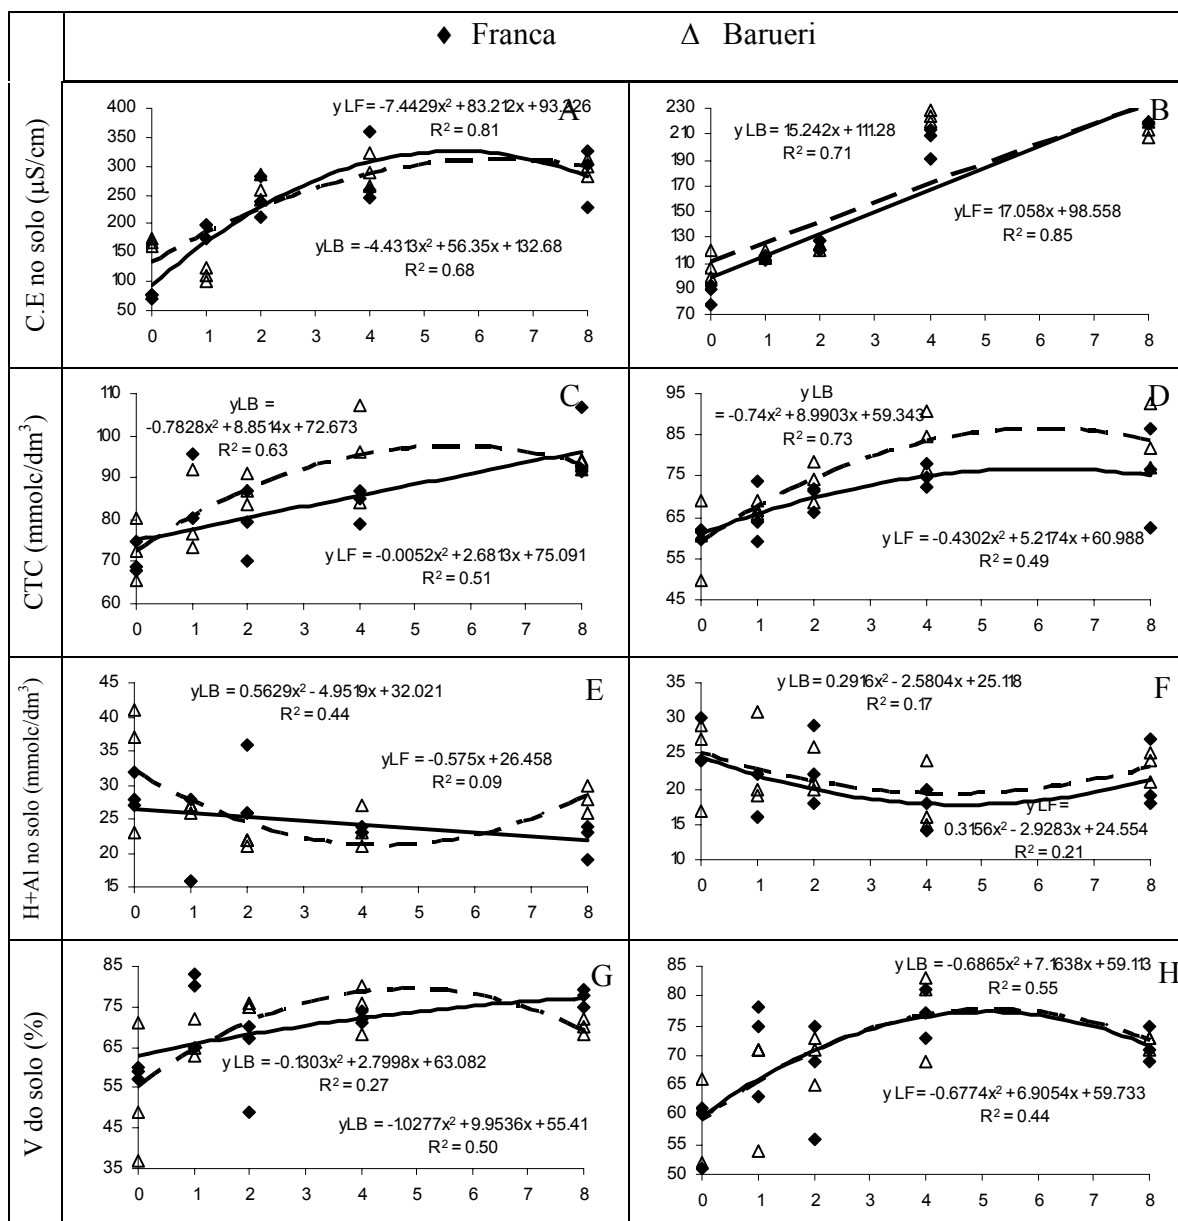 Franca Δ Barueri
C.E no solo (µS/cm)
A
y LF = -7.4429x² + 83.212x + 93.226
R² = 0.81
yLB = -4.4313x² + 56.35x + 132.68
R² = 0.68
400
350
300
250
200
150
100
50
0 1 2 3 4 5 6 7 8
B
y LB = 15.242x + 111.28
R² = 0.71
yLF = 17.058x + 98.558
R² = 0.85
230
210
190
170
150
130
110
90
70
0 1 2 3 4 5 6 7 8
CTC (mmolc/dm³)
C
yLB =
-0.7828x² + 8.8514x + 72.673
R² = 0.63
y LF = -0.0052x² + 2.6813x + 75.091
R² = 0.51
110
100
90
80
70
60
0 1 2 3 4 5 6 7 8
D
y LB
= -0.74x² + 8.9903x + 59.343
R² = 0.73
y LF = -0.4302x² + 5.2174x + 60.988
R² = 0.49
95
85
75
65
55
45
0 1 2 3 4 5 6 7 8
H+Al no solo (mmolc/dm³)
E
yLB = 0.5629x² - 4.9519x + 32.021
R² = 0.44
yLF = -0.575x + 26.458
R² = 0.09
45
40
35
30
25
20
15
0 1 2 3 4 5 6 7 8
F
y LB = 0.2916x² - 2.5804x + 25.118
R² = 0.17
y LF =
0.3156x² - 2.9283x + 24.554
R² = 0.21
35
30
25
20
15
10
0 1 2 3 4 5 6 7 8
V do solo (%)
G
y LB = -0.1303x² + 2.7998x + 63.082
R² = 0.27
yLB = -1.0277x² + 9.9536x + 55.41
R² = 0.50
85
75
65
55
45
35
0 1 2 3 4 5 6 7 8
H
y LB = -0.6865x² + 7.1638x + 59.113
R² = 0.55
y LF = -0.6774x² + 6.9054x + 59.733
R² = 0.44
85
80
75
70
65
60
55
50
0 1 2 3 4 5 6 7 8